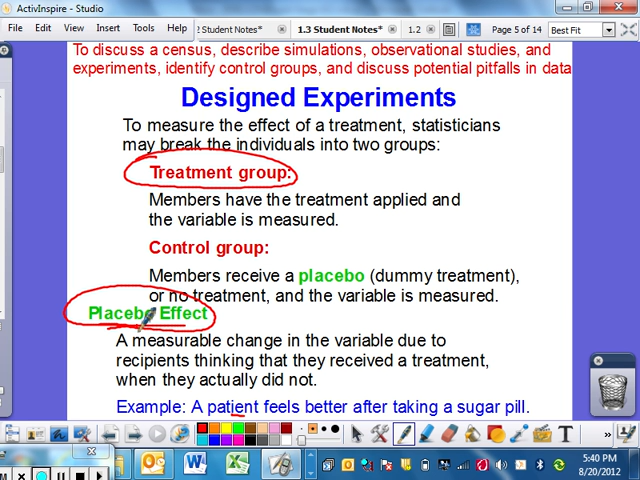 ActivInspire - Studio
File Edit View Insert Tools Help
2 Student Notes* 1.3 Student Notes* 1.2 Page 5 of 14 Best Fit
To discuss a census, describe simulations, observational studies, and
experiments, identify control groups, and discuss potential pitfalls in data
Designed Experiments
To measure the effect of a treatment, statisticians
may break the individuals into two groups:
Treatment group:
Members have the treatment applied and
the variable is measured.
Control group:
Members receive a placebo (dummy treatment),
or no treatment, and the variable is measured.
Placebo Effect
A measurable change in the variable due to
recipients thinking that they received a treatment,
when they actually did not.
Example: A patient feels better after taking a sugar pill.
5:40 PM
8/20/2012